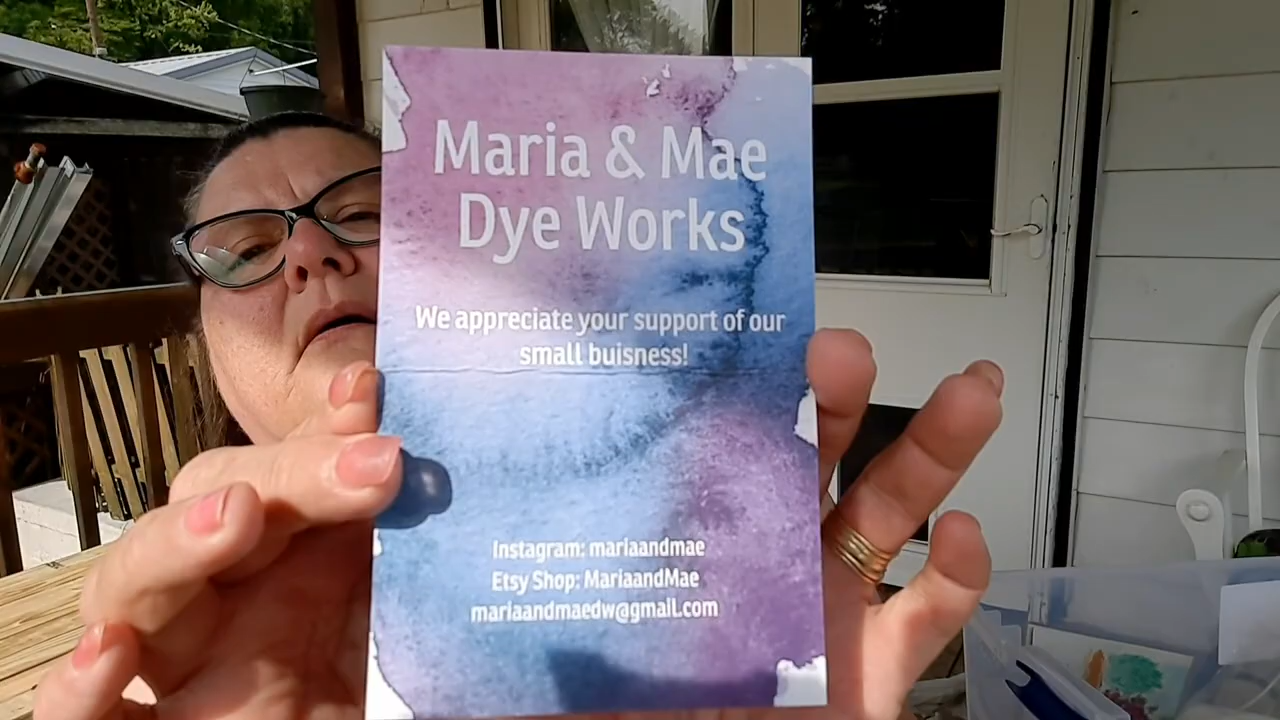 Maria & Mae
Dye Works
We appreciate your support of our
small buisness!
Instagram: mariaandmae
Etsy Shop: MariaandMae
mariaandmaedw@gmail.com